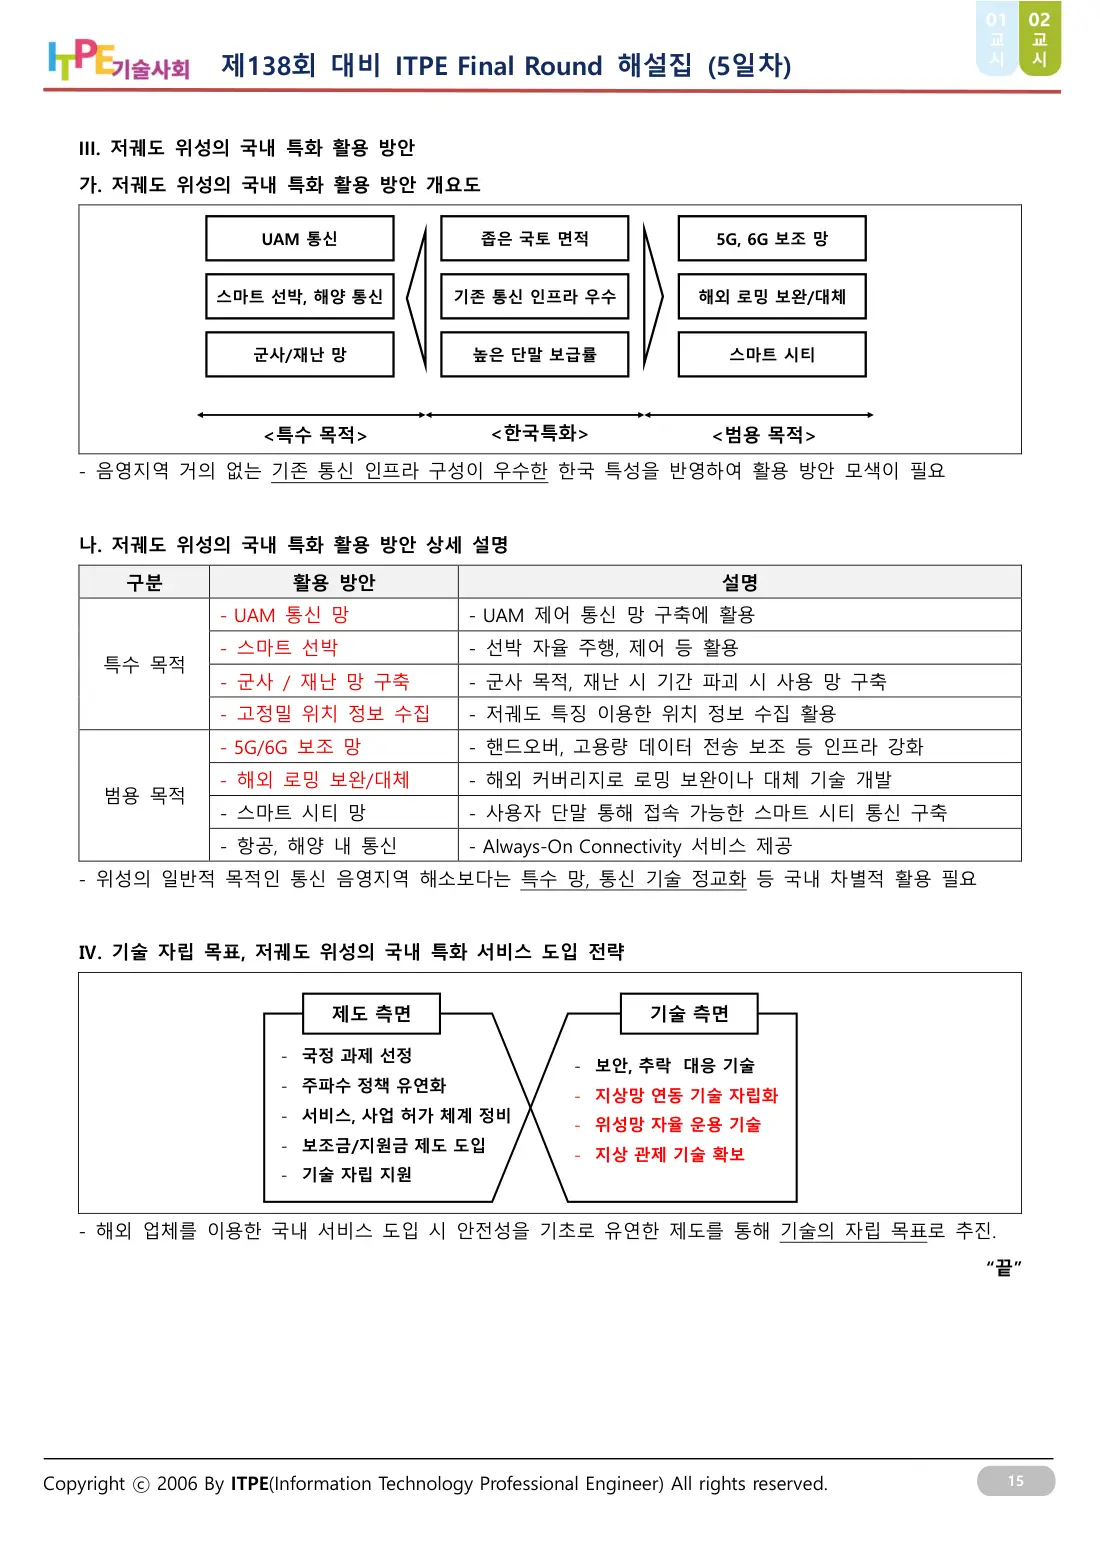 01
교
시
02
교
시
ITPE기술사회 제138회 대비 ITPE Final Round 해설집 (5일차)
III. 저궤도 위성의 국내 특화 활용 방안
가. 저궤도 위성의 국내 특화 활용 방안 개요도
UAM 통신 좁은 국토 면적 5G, 6G 보조 망
스마트 선박, 해양 통신 기존 통신 인프라 우수 해외 로밍 보완/대체
군사/재난 망 높은 단말 보급률 스마트 시티
<특수 목적> <한국특화> <범용 목적>
- 음영지역 거의 없는 기존 통신 인프라 구성이 우수한 한국 특성을 반영하여 활용 방안 모색이 필요
나. 저궤도 위성의 국내 특화 활용 방안 상세 설명
구분 활용 방안 설명
특수 목적
- UAM 통신 망 - UAM 제어 통신 망 구축에 활용
- 스마트 선박 - 선박 자율 주행, 제어 등 활용
- 군사 / 재난 망 구축 - 군사 목적, 재난 시 기간 파괴 시 사용 망 구축
- 고정밀 위치 정보 수집 - 저궤도 특징 이용한 위치 정보 수집 활용
범용 목적
- 5G/6G 보조 망 - 핸드오버, 고용량 데이터 전송 보조 등 인프라 강화
- 해외 로밍 보완/대체 - 해외 커버리지로 로밍 보완이나 대체 기술 개발
- 스마트 시티 망 - 사용자 단말 통해 접속 가능한 스마트 시티 통신 구축
- 항공, 해양 내 통신 - Always-On Connectivity 서비스 제공
- 위성의 일반적 목적인 통신 음영지역 해소보다는 특수 망, 통신 기술 정교화 등 국내 차별적 활용 필요
IV. 기술 자립 목표, 저궤도 위성의 국내 특화 서비스 도입 전략
제도 측면
- 국정 과제 선정
- 주파수 정책 유연화
- 서비스, 사업 허가 체계 정비
- 보조금/지원금 제도 도입
- 기술 자립 지원
기술 측면
- 보안, 추락 대응 기술
- 지상망 연동 기술 자립화
- 위성망 자율 운용 기술
- 지상 관제 기술 확보
- 해외 업체를 이용한 국내 서비스 도입 시 안전성을 기초로 유연한 제도를 통해 기술의 자립 목표로 추진.
“끝”
Copyright ⓒ 2006 By ITPE(Information Technology Professional Engineer) All rights reserved. 15